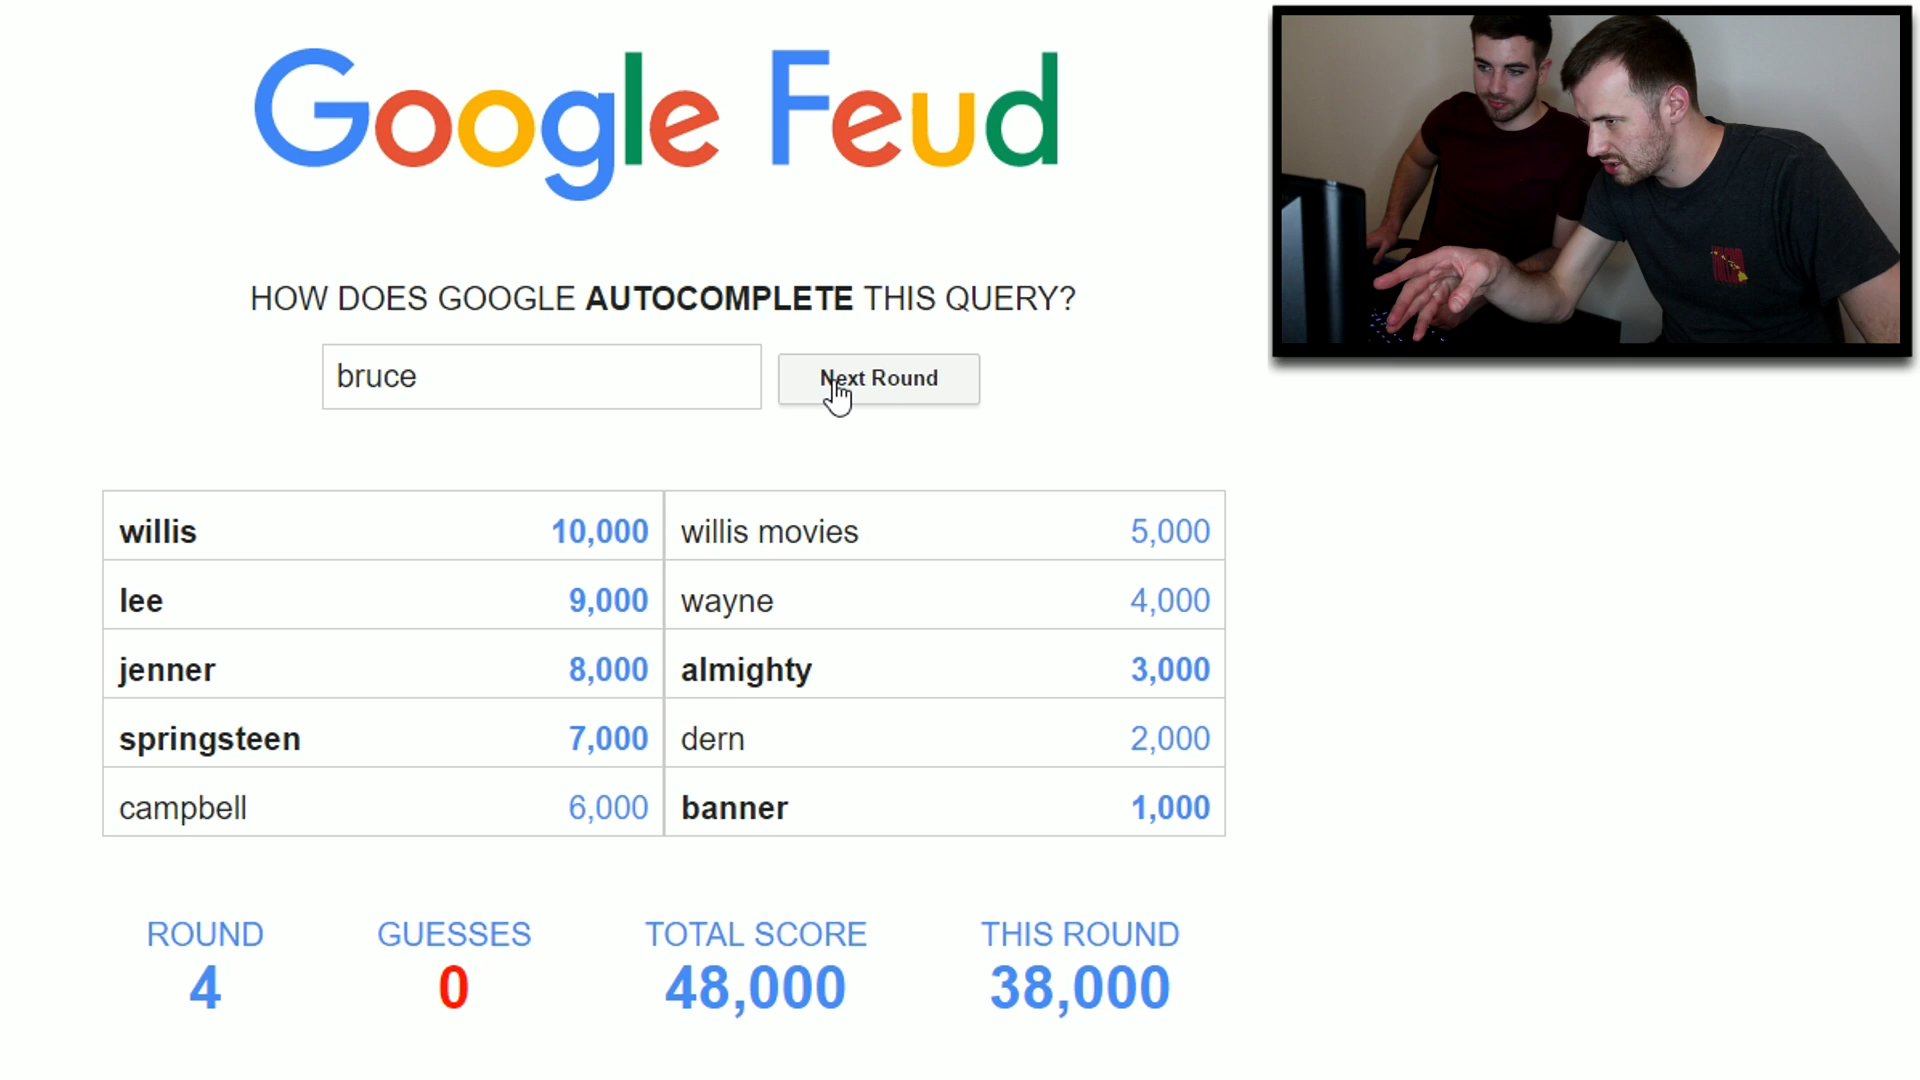 Google Feud
HOW DOES GOOGLE AUTOCOMPLETE THIS QUERY?
bruce
Next Round
willis 10,000 willis movies 5,000
lee 9,000 wayne 4,000
jenner 8,000 almighty 3,000
springsteen 7,000 dern 2,000
campbell 6,000 banner 1,000
ROUND GUESSES TOTAL SCORE THIS ROUND
4 0 48,000 38,000